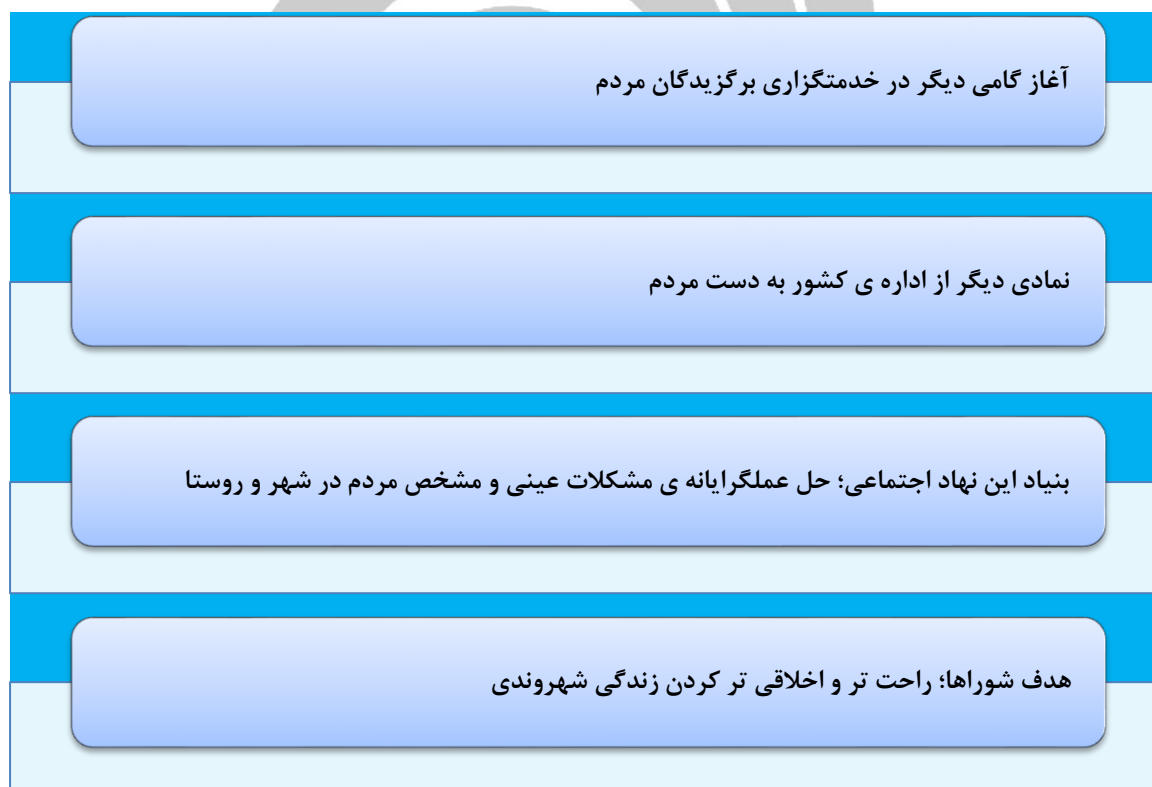 آغاز گامی دیگر در خدمتگزاری برگزیدگان مردم
نمادی دیگر از اداره ی کشور به دست مردم
بنیاد این نهاد اجتماعی؛ حل عملگرایانه ی مشکلات عینی و مشخص مردم در شهر و روستا
هدف شوراها؛ راحت تر و اخلاقی تر کردن زندگی شهروندی